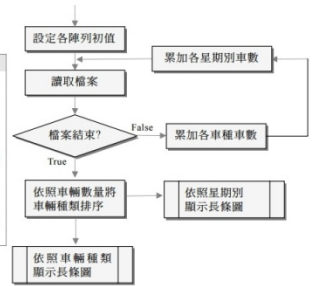 設定各陣列初值
累加各星期別車數
讀取檔案
檔案結束?
False
累加各車種車數
True
依照車輛數量將
車輛種類排序
依照星期別
顯示長條圖
依照車輛種類
顯示長條圖